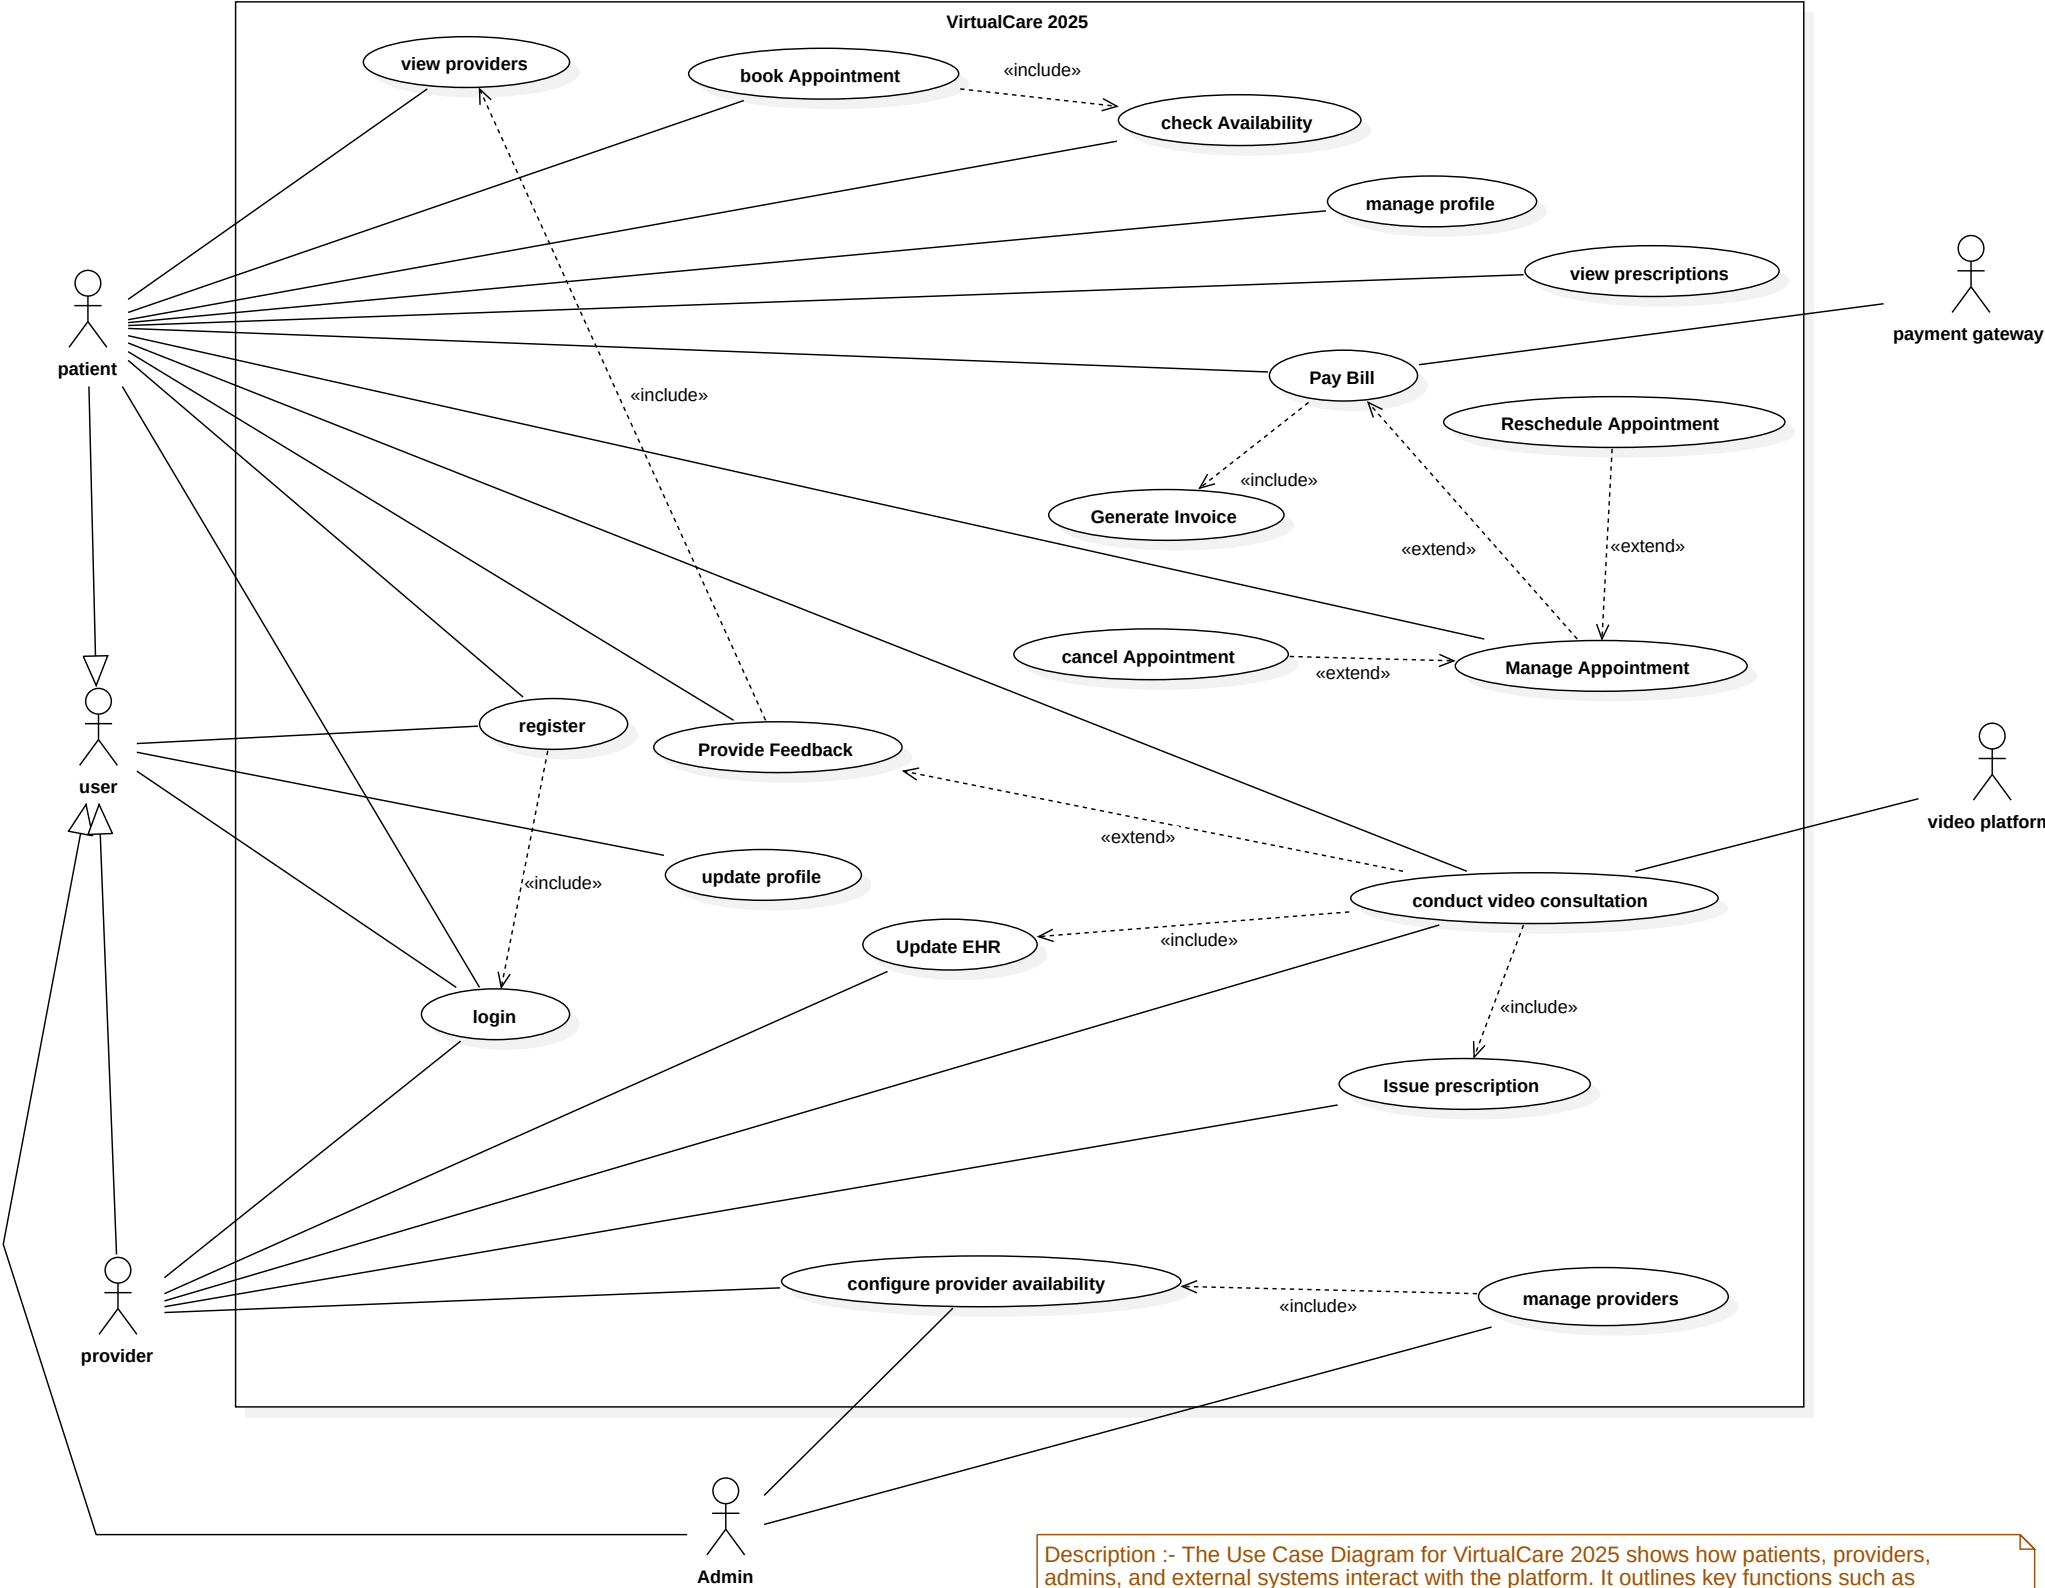 VirtualCare 2025
view providers
book Appointment
«include»
check Availability
manage profile
view prescriptions
payment gateway
patient
Pay Bill
«include»
Reschedule Appointment
«include»
Generate Invoice
«extend»
«extend»
cancel Appointment
«extend»
Manage Appointment
register
Provide Feedback
user
video platform
«extend»
update profile
«include»
conduct video consultation
Update EHR
«include»
login
«include»
Issue prescription
configure provider availability
manage providers
«include»
provider
Admin
Description :- The Use Case Diagram for VirtualCare 2025 shows how patients, providers,
admins, and external systems interact with the platform. It outlines key functions such as